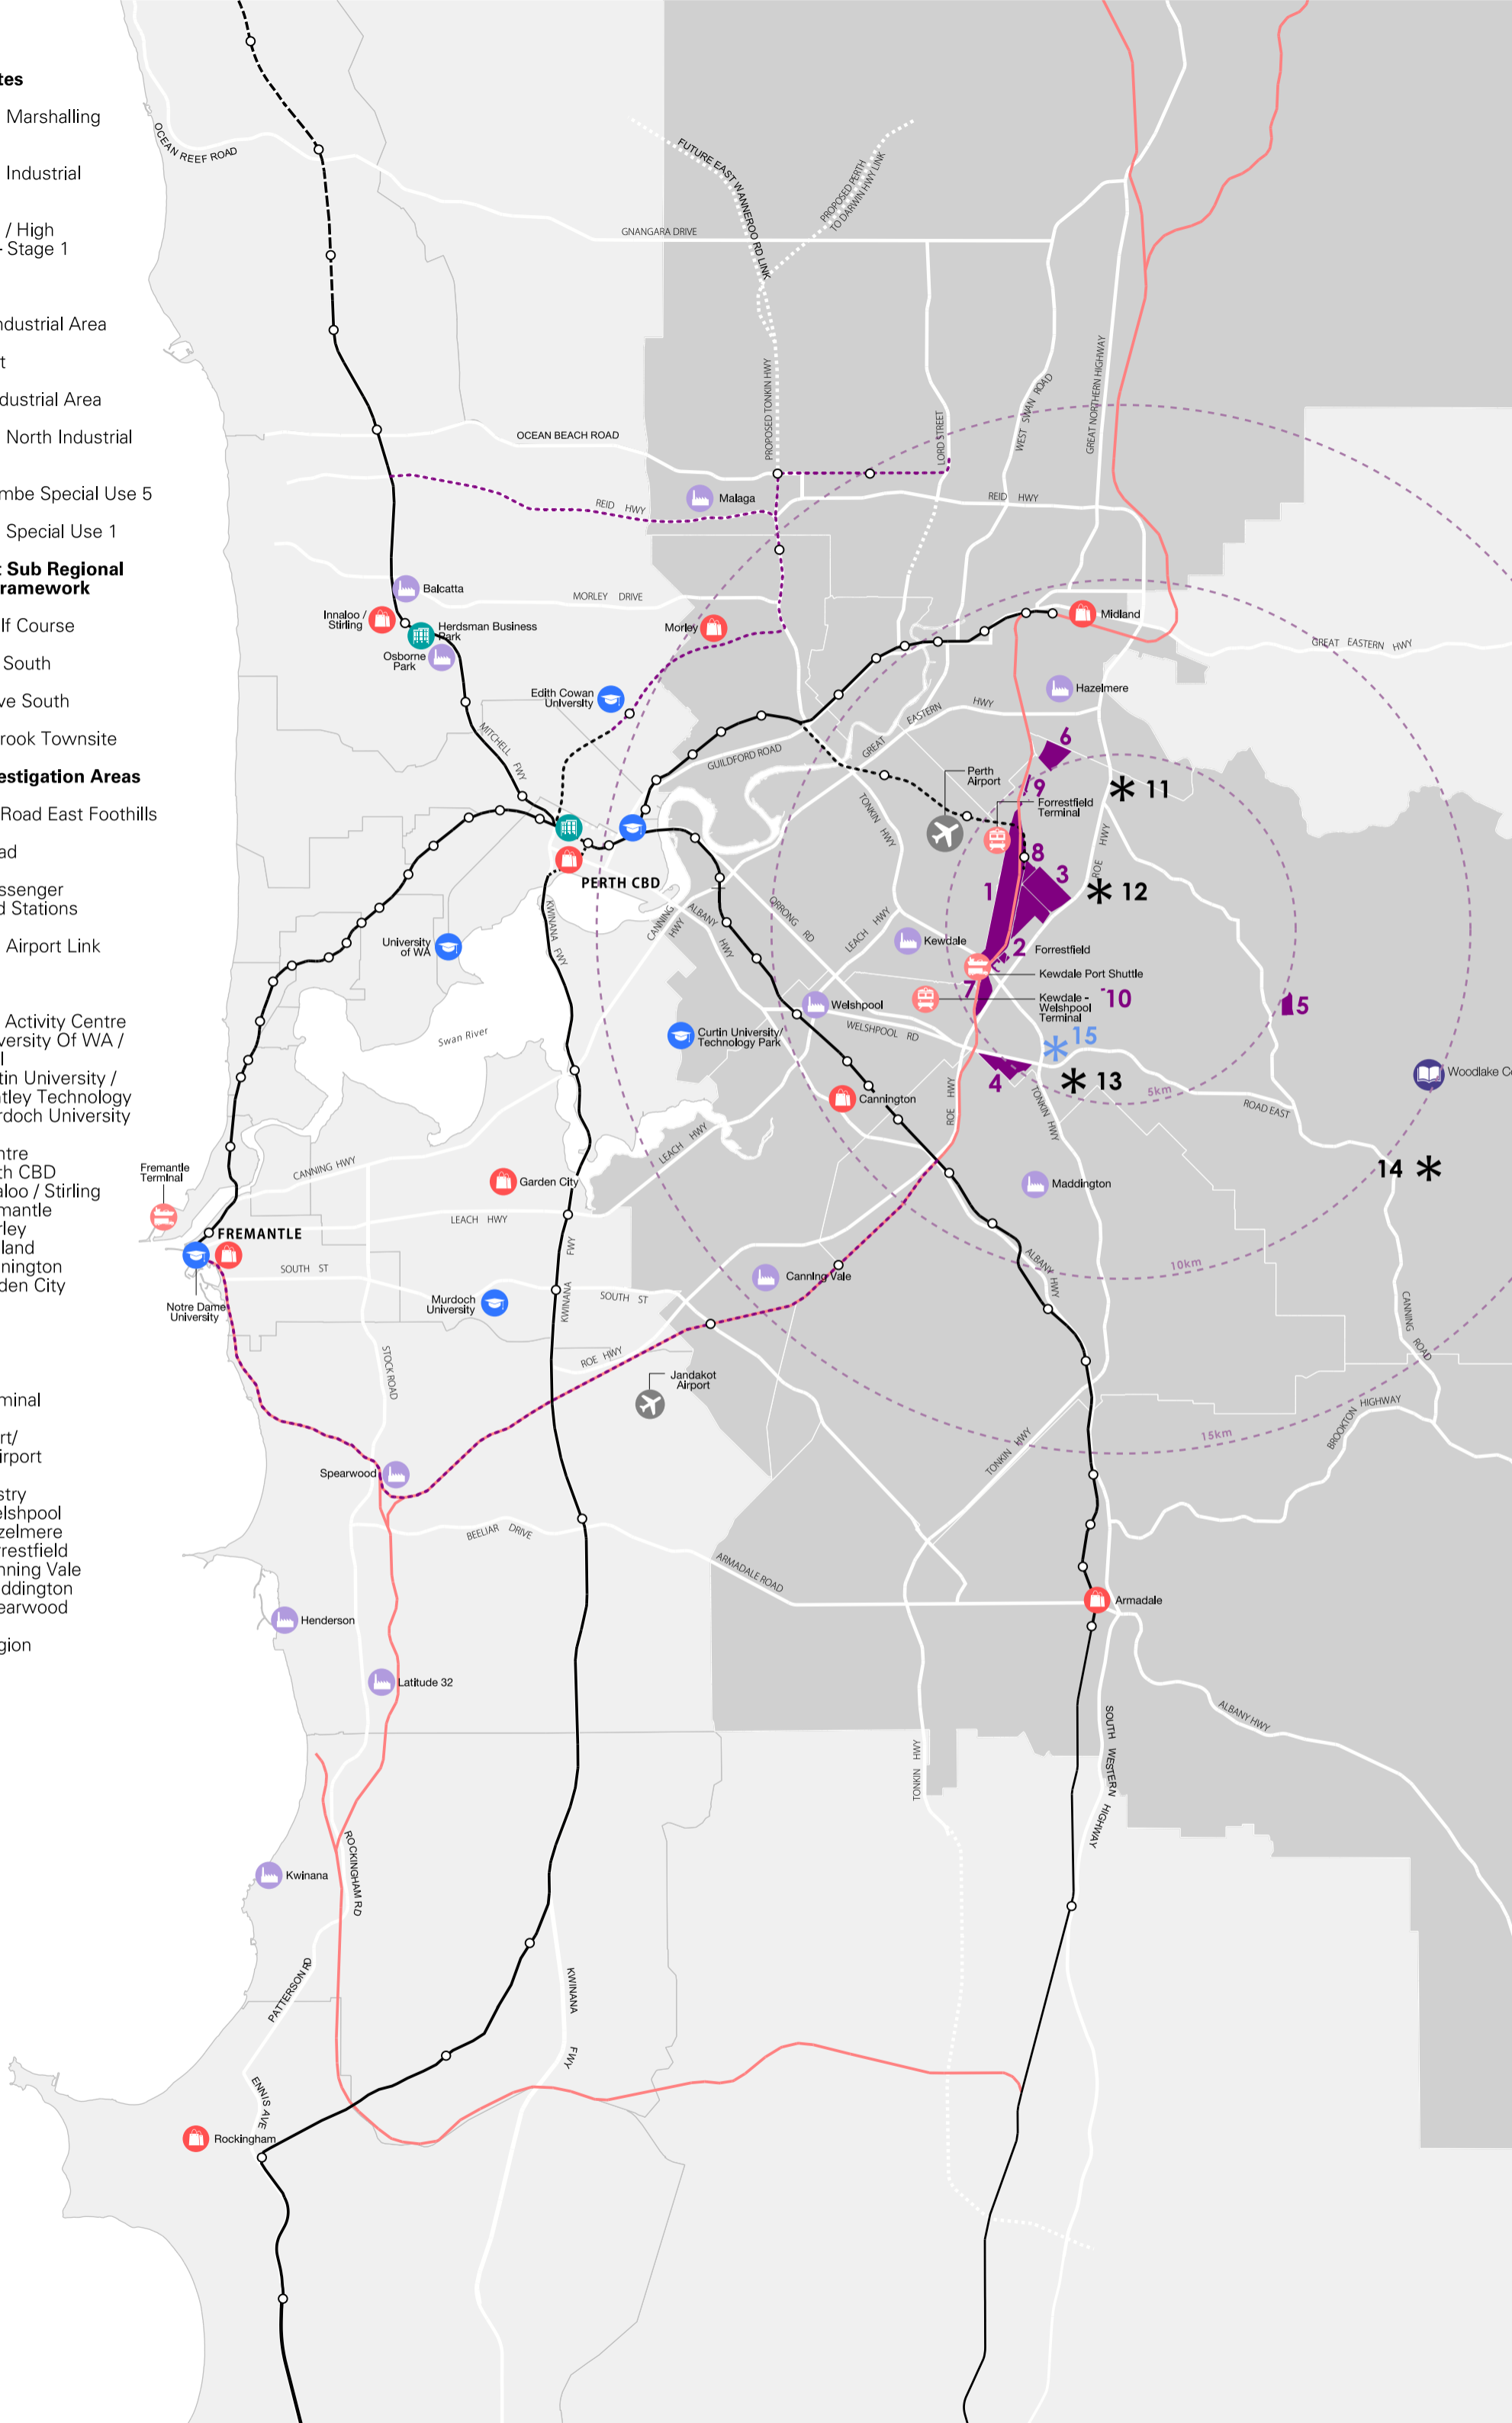 tes
Marshalling
Industrial
/ High
- Stage 1
ndustrial Area
t
dustrial Area
North Industrial
mbe Special Use 5
Special Use 1
t Sub Regional
ramework
lf Course
South
ve South
rook Townsite
estigation Areas
Road East Foothills
ad
ssenger
d Stations
Airport Link
Activity Centre
versity Of WA /
l
tin University /
ntley Technology
rdoch University
ntre
th CBD
aloo / Stirling
mantle
rley
land
nington
den City
minal
rt/
irport
stry
elshpool
zelmere
rrestfield
nning Vale
addington
earwood
gion
OCEAN REEF ROAD
FUTURE EAST WANNEROO RD LINK
PROPOSED PERTH
TO DARWIN HWY LINK
GNANGARA DRIVE
PROPOSED TONKIN HWY
LORD STREET
WEST SWAN ROAD
GREAT NORTHERN HIGHWAY
OCEAN BEACH ROAD
Malaga
REID HWY
REID HWY
Balcatta
MORLEY DRIVE
Innaloo /
Stirling
Herdsman Business
Park
Osborne
Park
Morley
Midland
GREAT EASTERN HWY
Edith Cowan
University
Hazelmere
MITCHELL FWY
GUILDFORD ROAD
GREAT EASTERN HWY
6
Perth
Airport
9
Forrestfield
Terminal
11
TONKIN HWY
ROE HWY
8
3
1
12
PERTH CBD
KWINANA FWY
CANNING
HWY
ALBANY HWY
ORRONG RD
LEACH HWY
University
of WA
Kewdale
2
Forrestfield
Kewdale Port Shuttle
7
Kewdale -
Welshpool
Terminal
10
5
Welshpool
WELSHPOOL RD
Swan River
Curtin University/
Technology Park
15
4
13
Woodlake Co
5km
ROAD EAST
Cannington
ROE HWY
TONKIN HWY
LEACH HWY
14
Fremantle
Terminal
CANNING HWY
Garden City
Maddington
LEACH HWY
FREMANTLE
FWY
KWINANA
SOUTH ST
SOUTH ST
Canning Vale
ALBANY HWY
10km
Notre Dame
University
Murdoch
University
CANNING ROAD
STOCK ROAD
ROE HWY
Jandakot
Airport
BROOKTON HIGHWAY
15km
TONKIN HWY
Spearwood
BEELIAR DRIVE
ARMADALE ROAD
Armadale
Henderson
Latitude 32
ALBANY HWY
SOUTH WESTERN HIGHWAY
TONKIN HWY
ROCKINGHAM RD
Kwinana
PATTERSON RD
KWINANA FWY
ENNIS AVE
Rockingham